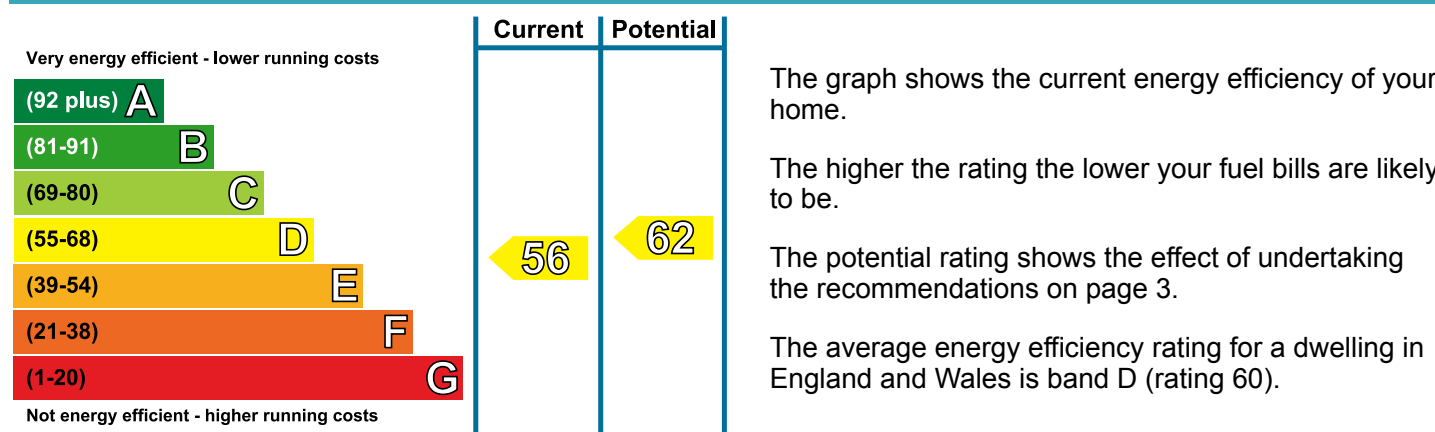 Current Potential
Very energy efficient - lower running costs
(92 plus) A
(81-91) B
(69-80) C
(55-68) D
(39-54) E
(21-38) F
(1-20) G
Not energy efficient - higher running costs
56
62
The graph shows the current energy efficiency of your
home.
The higher the rating the lower your fuel bills are likely
to be.
The potential rating shows the effect of undertaking
the recommendations on page 3.
The average energy efficiency rating for a dwelling in
England and Wales is band D (rating 60).